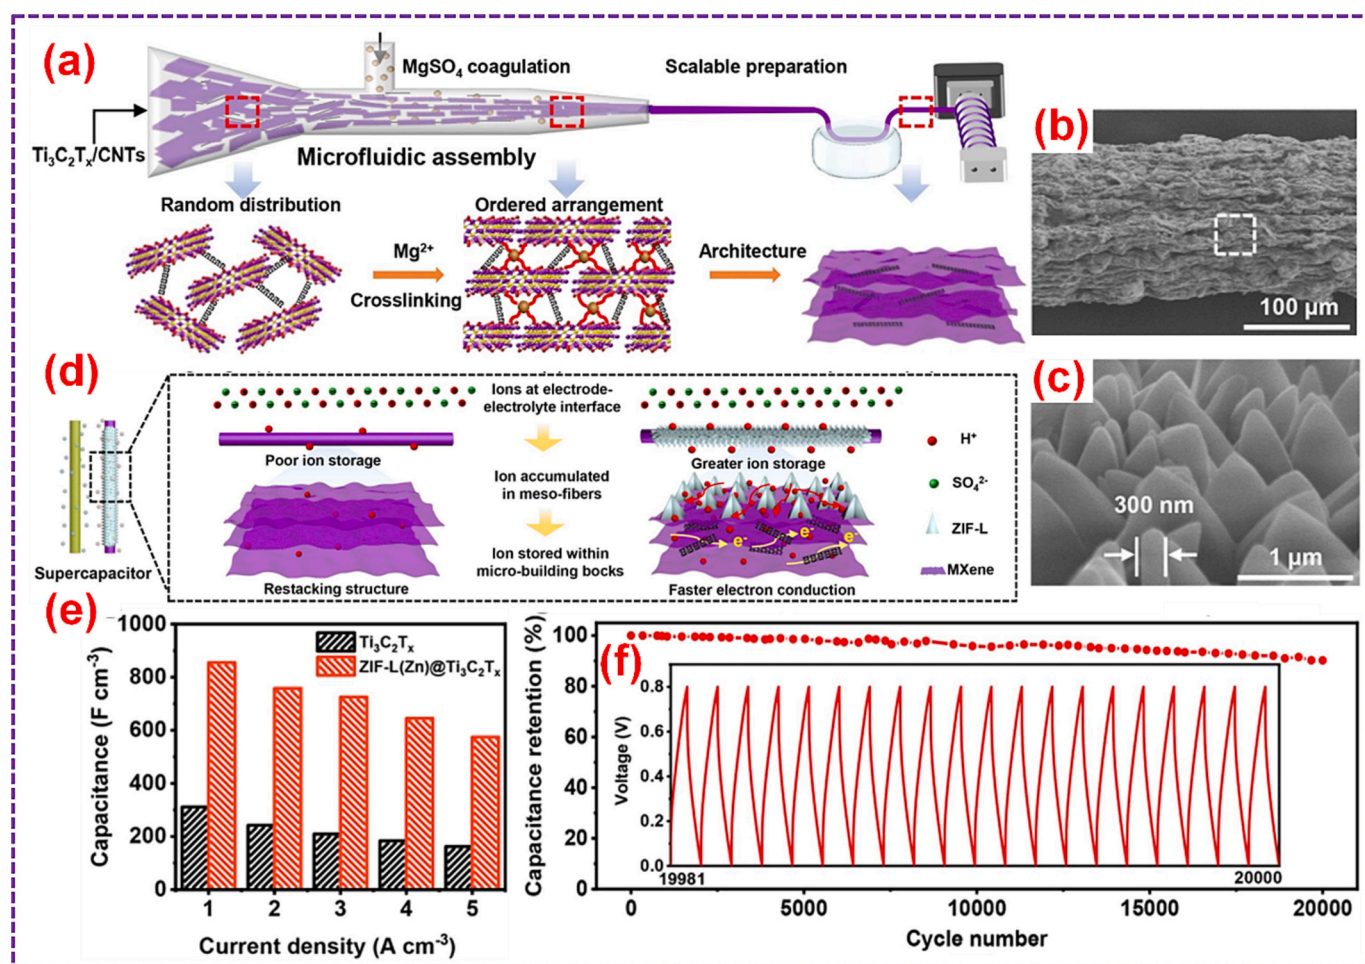 (a)
MgSO₄ coagulation
Scalable preparation
Ti₃C₂Tₓ/CNTs
Microfluidic assembly
Random distribution
Ordered arrangement
Mg²⁺
Crosslinking
Architecture
(b)
100 μm
(c)
300 nm
1 μm
(d)
Supercapacitor
Poor ion storage
Restacking structure
Ions at electrode-
electrolyte interface
Ion accumulated
in meso-fibers
Ion stored within
micro-building bocks
Greater ion storage
e⁻
e⁻
e⁻
Faster electron conduction
H⁺
SO₄²⁻
ZIF-L
MXene
(e)
Capacitance (F cm⁻³)
1000
800
600
400
200
0
Ti₃C₂Tₓ
ZIF-L(Zn)@Ti₃C₂Tₓ
1 2 3 4 5
Current density (A cm⁻³)
(f)
Capacitance retention (%)
100
80
60
40
20
0
Voltage (V)
0.8
0.6
0.4
0.2
0.0
19981 20000
0 5000 10000 15000 20000
Cycle number